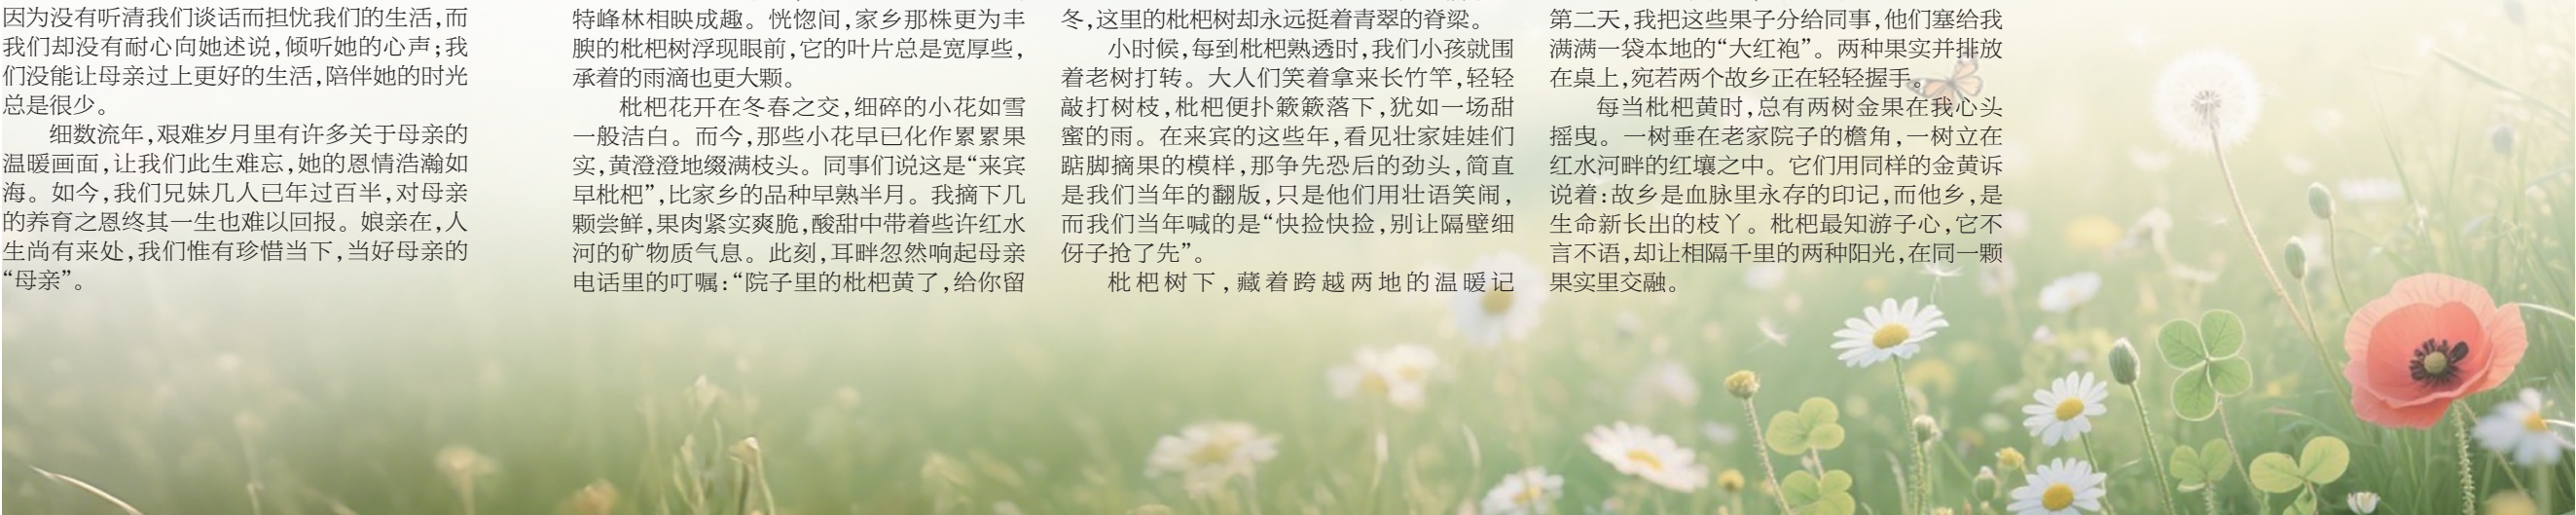 因为没有听清我们谈话而担忧我们的生活,而
我们却没有耐心向她述说,倾听她的心声;我
们没能让母亲过上更好的生活,陪伴她的时光
总是很少。
细数流年,艰难岁月里有许多关于母亲的
温暖画面,让我们此生难忘,她的恩情浩瀚如
海。如今,我们兄妹几人已年过百半,对母亲
的养育之恩终其一生也难以回报。娘亲在,人
生尚有来处,我们惟有珍惜当下,当好母亲的
“母亲”。
特峰林相映成趣。恍惚间,家乡那株更为丰
腴的枇杷树浮现眼前,它的叶片总是宽厚些,
承着的雨滴也更大颗。
枇杷花开在冬春之交,细碎的小花如雪
一般洁白。而今,那些小花早已化作累累果
实,黄澄澄地缀满枝头。同事们说这是“来宾
早枇杷”,比家乡的品种早熟半月。我摘下几
颗尝鲜,果肉紧实爽脆,酸甜中带着些许红水
河的矿物质气息。此刻,耳畔忽然响起母亲
电话里的叮嘱:“院子里的枇杷黄了,给你留
冬,这里的枇杷树却永远挺着青翠的脊梁。
小时候,每到枇杷熟透时,我们小孩就围
着老树打转。大人们笑着拿来长竹竿,轻轻
敲打树枝,枇杷便扑簌簌落下,犹如一场甜
蜜的雨。在来宾的这些年,看见壮家娃娃们
踮脚摘果的模样,那争先恐后的劲头,简直
是我们当年的翻版,只是他们用壮语笑闹,
而我们当年喊的是“快捡快捡,别让隔壁细
伢子抢了先”。
枇杷树下,藏着跨越两地的温暖记
第二天,我把这些果子分给同事,他们塞给我
满满一袋本地的“大红袍”。两种果实并排放
在桌上,宛若两个故乡正在轻轻握手。
每当枇杷黄时,总有两树金果在我心头
摇曳。一树垂在老家院子的檐角,一树立在
红水河畔的红壤之中。它们用同样的金黄诉
说着:故乡是血脉里永存的印记,而他乡,是
生命新长出的枝丫。枇杷最知游子心,它不
言不语,却让相隔千里的两种阳光,在同一颗
果实里交融。